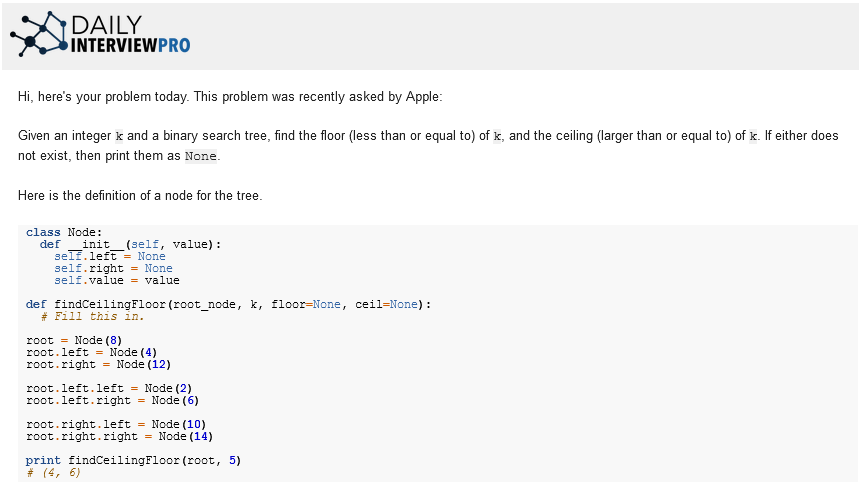 DAILY
INTERVIEWPRO
Hi, here's your problem today. This problem was recently asked by Apple:
Given an integer k and a binary search tree, find the floor (less than or equal to) of k, and the ceiling (larger than or equal to) of k. If either does
not exist, then print them as None.
Here is the definition of a node for the tree.
class Node:
  def __init__(self, value):
    self.left = None
    self.right = None
    self.value = value
def findCeilingFloor(root_node, k, floor=None, ceil=None):
  # Fill this in.
root = Node(8)
root.left = Node(4)
root.right = Node(12)
root.left.left = Node(2)
root.left.right = Node(6)
root.right.left = Node(10)
root.right.right = Node(14)
print findCeilingFloor(root, 5)
# (4, 6)